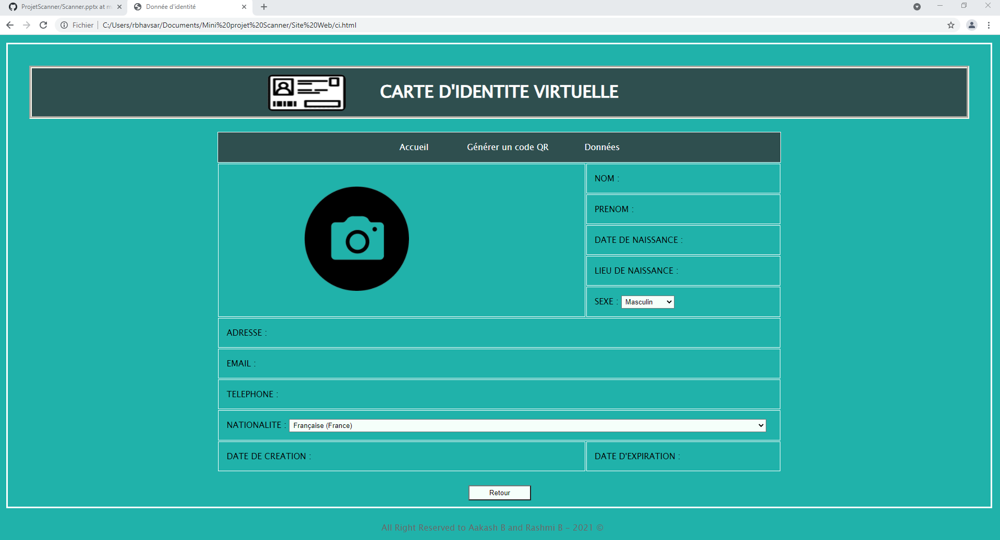 ProjetScanner/Scanner.pptx at m
Donnée d'identité
Fichier
C:/Users/rbhavsar/Documents/Mini%20projet%20Scanner/Site%20Web/ci.html
CARTE D'IDENTITE VIRTUELLE
Accueil Générer un code QR Données
NOM :
PRENOM :
DATE DE NAISSANCE :
LIEU DE NAISSANCE :
SEXE : Masculin
ADRESSE :
EMAIL :
TELEPHONE :
NATIONALITE : Française (France)
DATE DE CREATION :
DATE D'EXPIRATION :
Retour
All Right Reserved to Aakash B and Rashmi B - 2021 ©